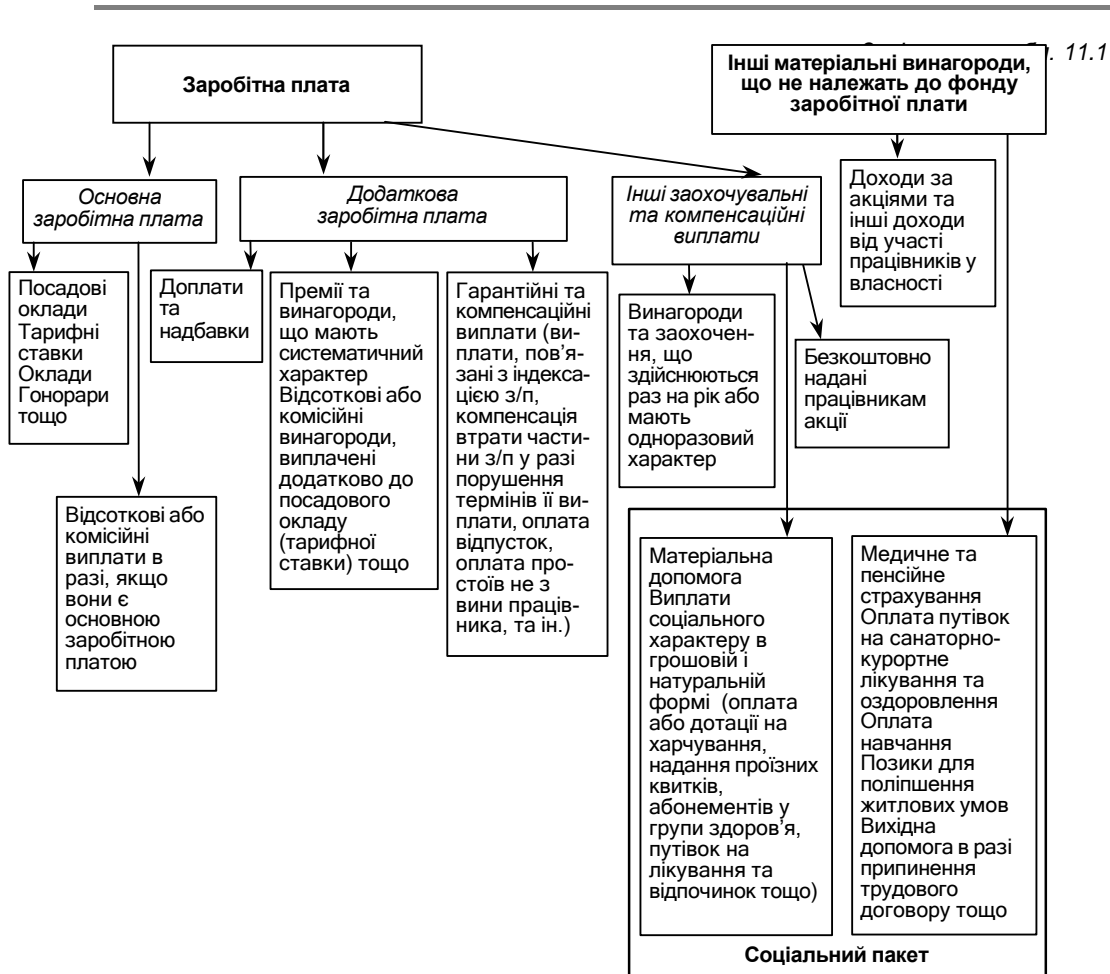 . 11.1
Заробітна плата
Інші матеріальні винагороди,
що не належать до фонду
заробітної плати
Основна
заробітна плата
Додаткова
заробітна плата
Інші заохочувальні
та компенсаційні
виплати
Доходи за
акціями та
інші доходи
від участі
працівників у
власності
Посадові
оклади
Тарифні
ставки
Оклади
Гонорари
тощо
Доплати
та
надбавки
Премії та
винагороди,
що мають
систематичний
характер
Відсоткові або
комісійні
винагороди,
виплачені
додатково до
посадового
окладу
(тарифної
ставки) тощо
Гарантійні та
компенсаційні
виплати (ви-
плати, пов’я-
зані з індекса-
цією з/п,
компенсація
втрати части-
ни з/п у разі
порушення
термінів її ви-
плати, оплата
відпусток,
оплата про-
стоїв не з
вини праців-
ника, та ін.)
Винагороди
та заохочен-
ня, що
здійснюються
раз на рік або
мають
одноразовий
характер
Безкоштовно
надані
працівникам
акції
Відсоткові або
комісійні
виплати в
разі, якщо
вони є
основною
заробітною
платою
Матеріальна
допомога
Виплати
соціального
характеру в
грошовій і
натуральній
формі (оплата
або дотації на
харчування,
надання проїзних
квитків,
абонементів у
групи здоров’я,
путівок на
лікування та
відпочинок тощо)
Медичне та
пенсійне
страхування
Оплата путівок
на санаторно-
курортне
лікування та
оздоровлення
Оплата
навчання
Позики для
поліпшення
житлових умов
Вихідна
допомога в разі
припинення
трудового
договору тощо
Соціальний пакет